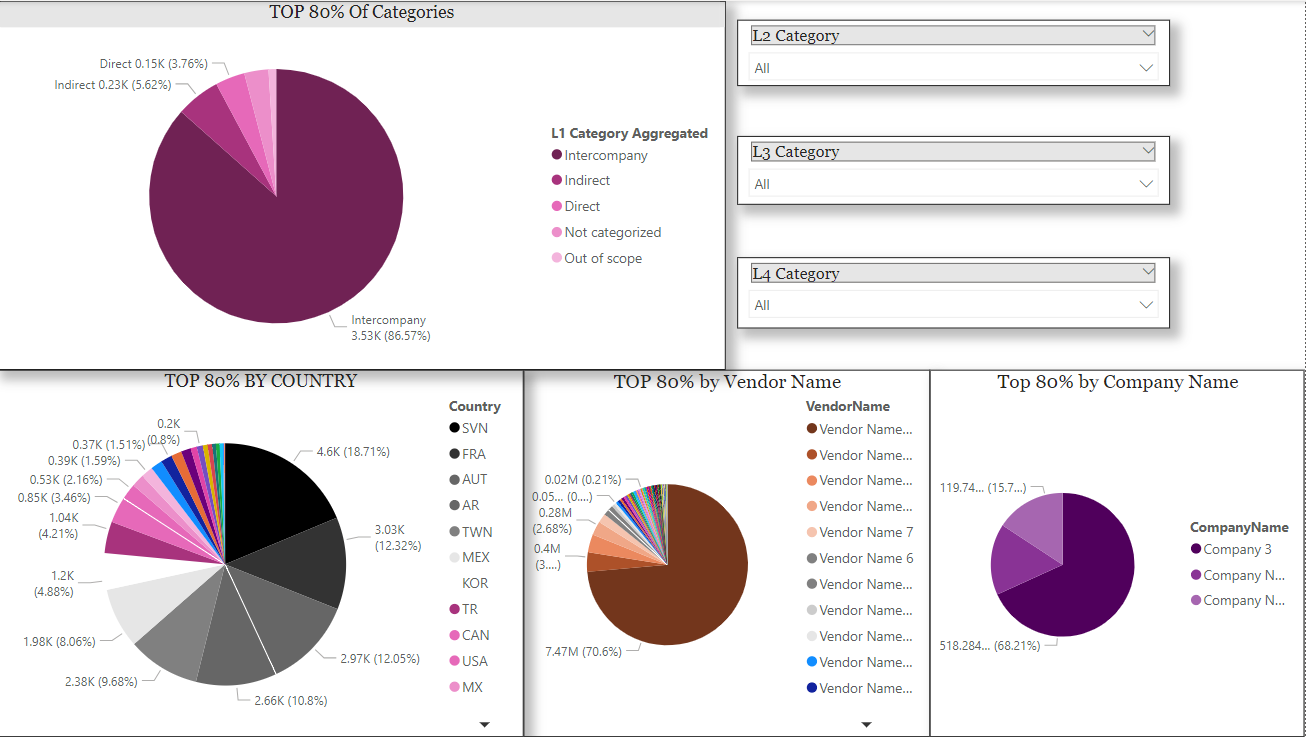 TOP 80% Of Categories
Direct 0.15K (3.76%)
Indirect 0.23K (5.62%)
Intercompany
3.53K (86.57%)
L1 Category Aggregated
Intercompany
Indirect
Direct
Not categorized
Out of scope
L2 Category
All
L3 Category
All
L4 Category
All
TOP 80% BY COUNTRY
0.2K
(0.8%)
0.37K (1.51%)
0.39K (1.59%)
0.53K (2.16%)
0.85K (3.46%)
1.04K
(4.21%)
1.2K
(4.88%)
1.98K (8.06%)
2.38K (9.68%)
2.66K (10.8%)
2.97K (12.05%)
3.03K
(12.32%)
4.6K (18.71%)
Country
SVN
FRA
AUT
AR
TWN
MEX
KOR
TR
CAN
USA
MX
TOP 80% by Vendor Name
0.02M (0.21%)
0.05... (0....)
0.28M
(2.68%)
0.4M
(3....)
7.47M (70.6%)
VendorName
Vendor Name...
Vendor Name...
Vendor Name...
Vendor Name...
Vendor Name 7
Vendor Name 6
Vendor Name...
Vendor Name...
Vendor Name...
Vendor Name...
Vendor Name...
Top 80% by Company Name
119.74... (15.7...)
518.284... (68.21%)
CompanyName
Company 3
Company N...
Company N...